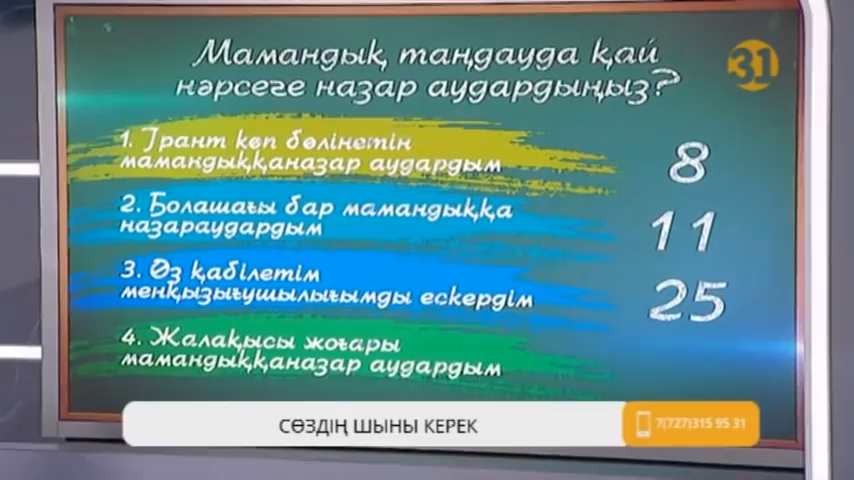 Мамандық таңдауда қай
нәрсеге назар аудардыңыз?
31
1. Грант көп бөлінетін
мамандыққаназар аудардым
8
2. Болашағы бар мамандыққа
назараудардым
11
3. Өз қабілетім
менқызығушылығымды ескердім
25
4. Жалақысы жоғары
мамандыққаназар аудардым
СӨЗДІҢ ШЫНЫ КЕРЕК
7(727)315 95 31